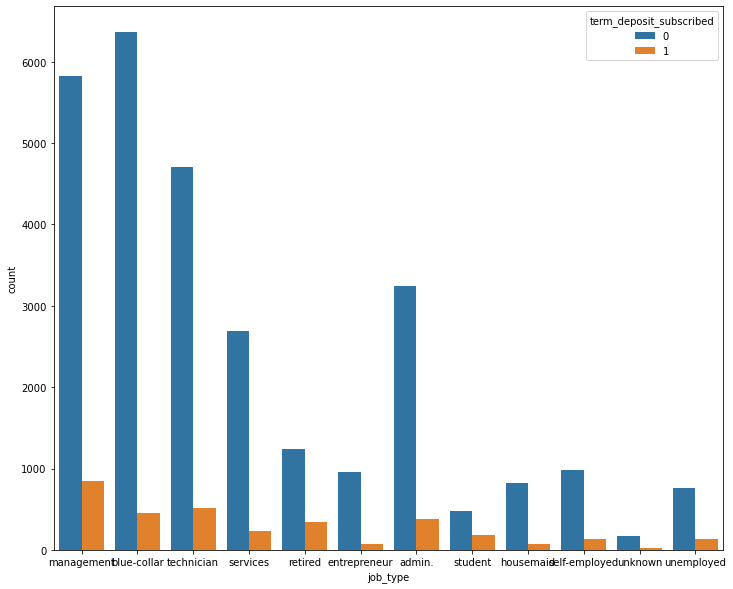 term_deposit_subscribed
0
1
6000
5000
4000
3000
2000
1000
0
count
management blue-collar technician services retired entrepreneur admin. student housemaid self-employed unknown unemployed
job_type